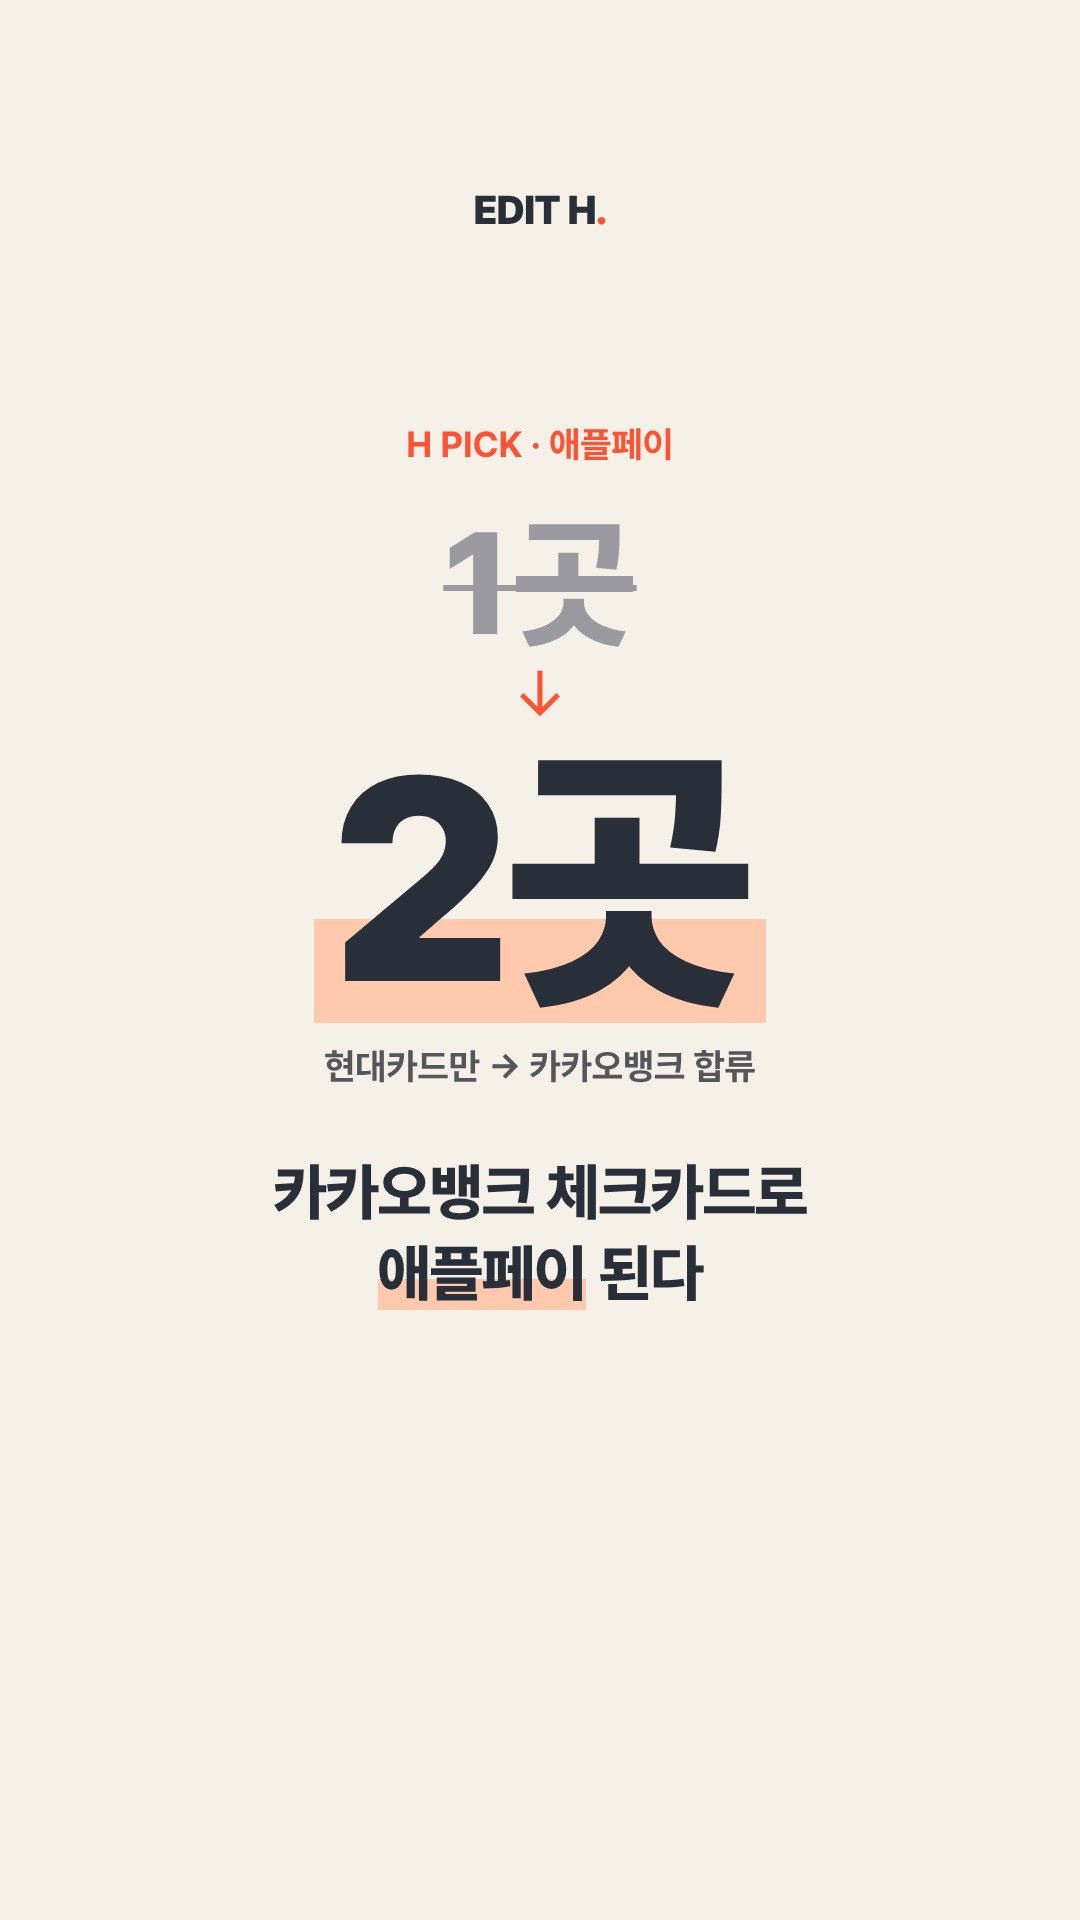 EDIT H.
H PICK · 애플페이
1곳
↓
2곳
현대카드만 → 카카오뱅크 합류
카카오뱅크 체크카드로
애플페이 된다